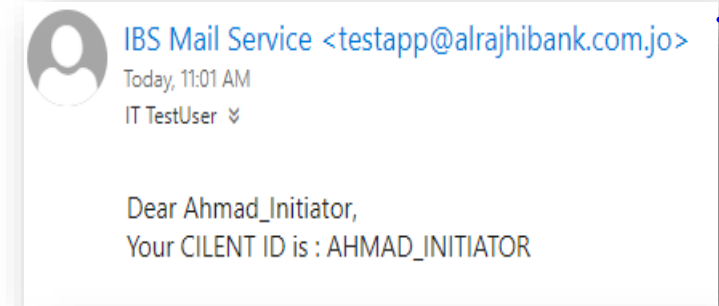 IBS Mail Service <testapp@alrajhibank.com.jo>
Today, 11:01 AM
IT TestUser
Dear Ahmad_Initiator,
Your CILENT ID is : AHMAD_INITIATOR